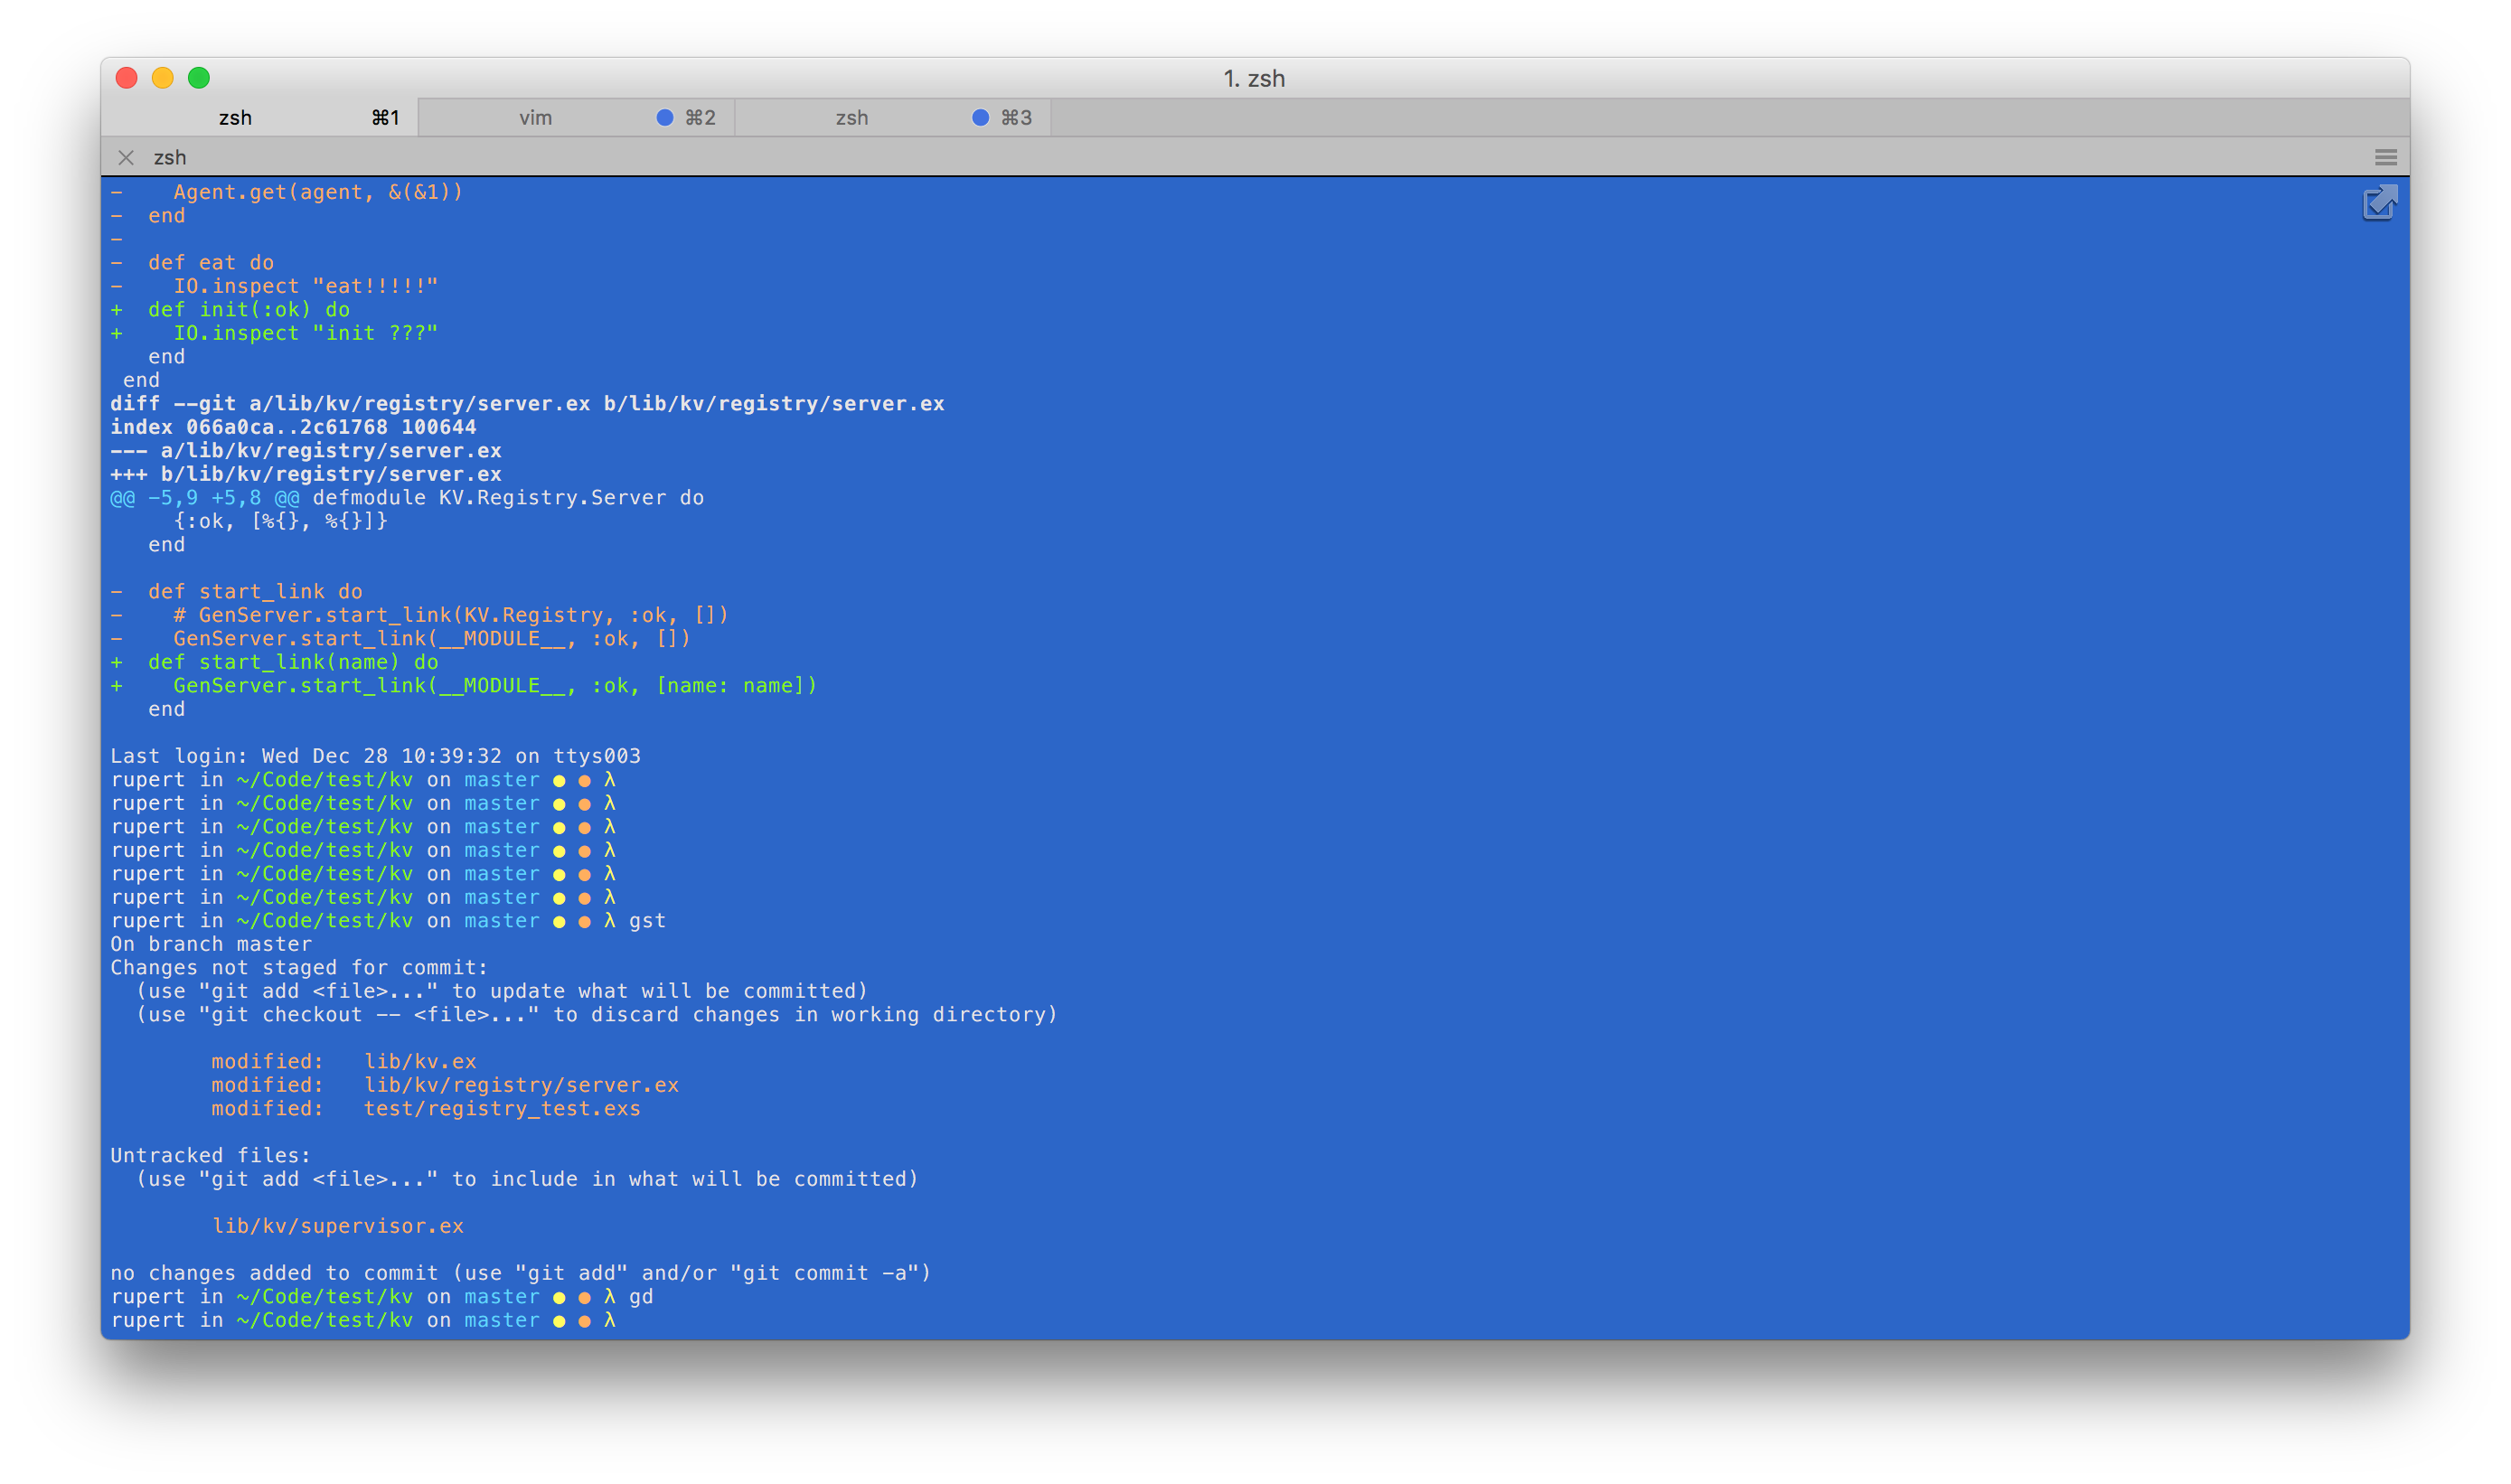 1. zsh
zsh ⌘1 vim ⌘2 zsh ⌘3
zsh
-    Agent.get(agent, &(&1))
-  end
-
-  def eat do
-    IO.inspect "eat!!!!!"
+  def init(:ok) do
+    IO.inspect "init ???"
   end
 end
diff --git a/lib/kv/registry/server.ex b/lib/kv/registry/server.ex
index 066a0ca..2c61768 100644
--- a/lib/kv/registry/server.ex
+++ b/lib/kv/registry/server.ex
@@ -5,9 +5,8 @@ defmodule KV.Registry.Server do
     {:ok, [%{}, %{}]}
   end

-  def start_link do
-    # GenServer.start_link(KV.Registry, :ok, [])
-    GenServer.start_link(__MODULE__, :ok, [])
+  def start_link(name) do
+    GenServer.start_link(__MODULE__, :ok, [name: name])
   end

Last login: Wed Dec 28 10:39:32 on ttys003
rupert in ~/Code/test/kv on master ● ● λ
rupert in ~/Code/test/kv on master ● ● λ
rupert in ~/Code/test/kv on master ● ● λ
rupert in ~/Code/test/kv on master ● ● λ
rupert in ~/Code/test/kv on master ● ● λ
rupert in ~/Code/test/kv on master ● ● λ
rupert in ~/Code/test/kv on master ● ● λ gst
On branch master
Changes not staged for commit:
  (use "git add <file>..." to update what will be committed)
  (use "git checkout -- <file>..." to discard changes in working directory)

        modified:   lib/kv.ex
        modified:   lib/kv/registry/server.ex
        modified:   test/registry_test.exs

Untracked files:
  (use "git add <file>..." to include in what will be committed)

        lib/kv/supervisor.ex

no changes added to commit (use "git add" and/or "git commit -a")
rupert in ~/Code/test/kv on master ● ● λ gd
rupert in ~/Code/test/kv on master ● ● λ